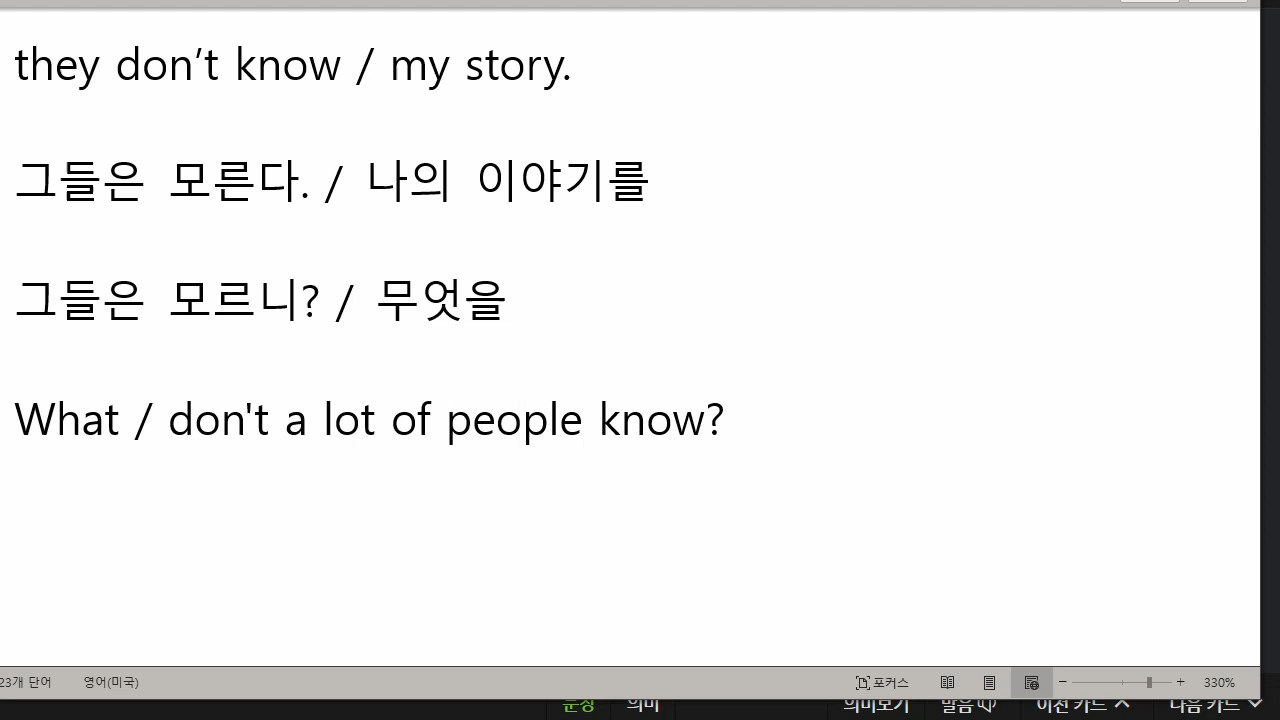 they don’t know / my story.
그들은 모른다. / 나의 이야기를
그들은 모르니? / 무엇을
What / don't a lot of people know?
23개 단어 영어(미국) 포커스 330%
문장 의미 의미보기 발음 이전 카드 다음 카드